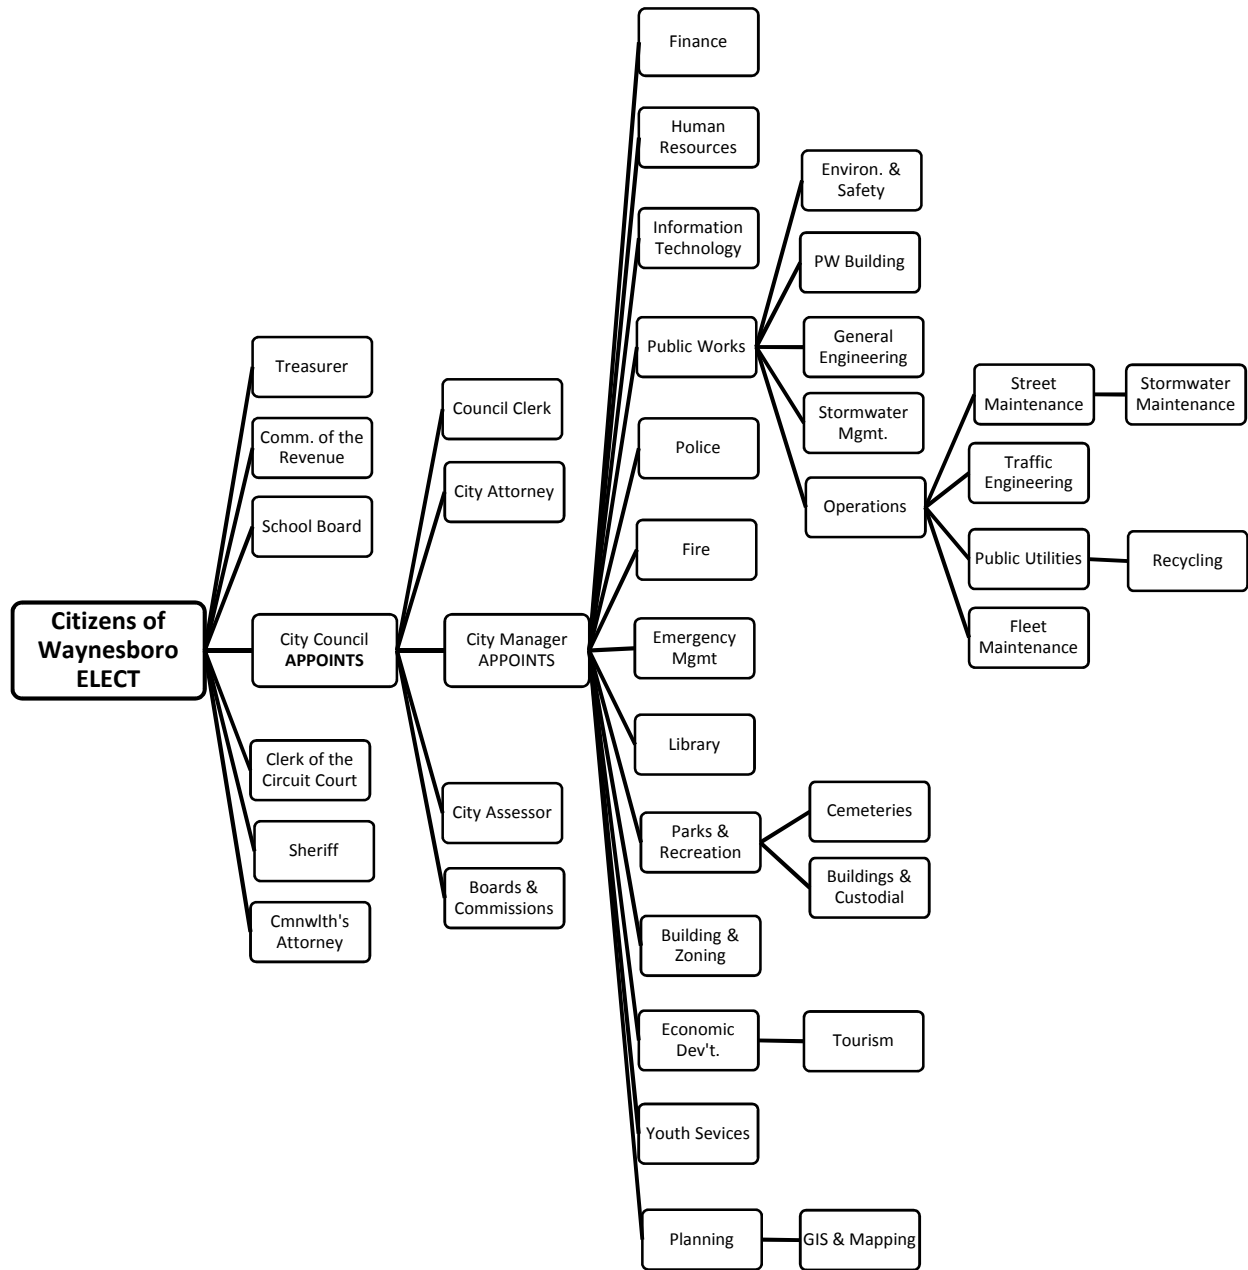 Citizens of
Waynesboro
ELECT
Treasurer
Comm. of the
Revenue
School Board
City Council
APPOINTS
Clerk of the
Circuit Court
Sheriff
Cmnwlth's
Attorney
Council Clerk
City Attorney
City Manager
APPOINTS
City Assessor
Boards &
Commissions
Finance
Human
Resources
Information
Technology
Public Works
Police
Fire
Emergency
Mgmt
Library
Parks &
Recreation
Building &
Zoning
Economic
Dev't.
Youth Sevices
Planning
Environ. &
Safety
PW Building
General
Engineering
Stormwater
Mgmt.
Operations
Cemeteries
Buildings &
Custodial
Tourism
GIS & Mapping
Street
Maintenance
Traffic
Engineering
Public Utilities
Fleet
Maintenance
Stormwater
Maintenance
Recycling